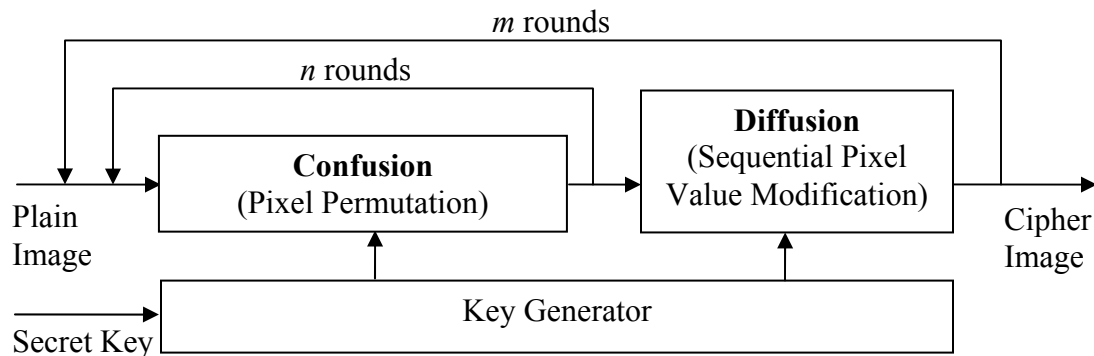 m rounds
n rounds
Confusion
(Pixel Permutation)
Diffusion
(Sequential Pixel
Value Modification)
Plain
Image
Cipher
Image
Key Generator
Secret Key